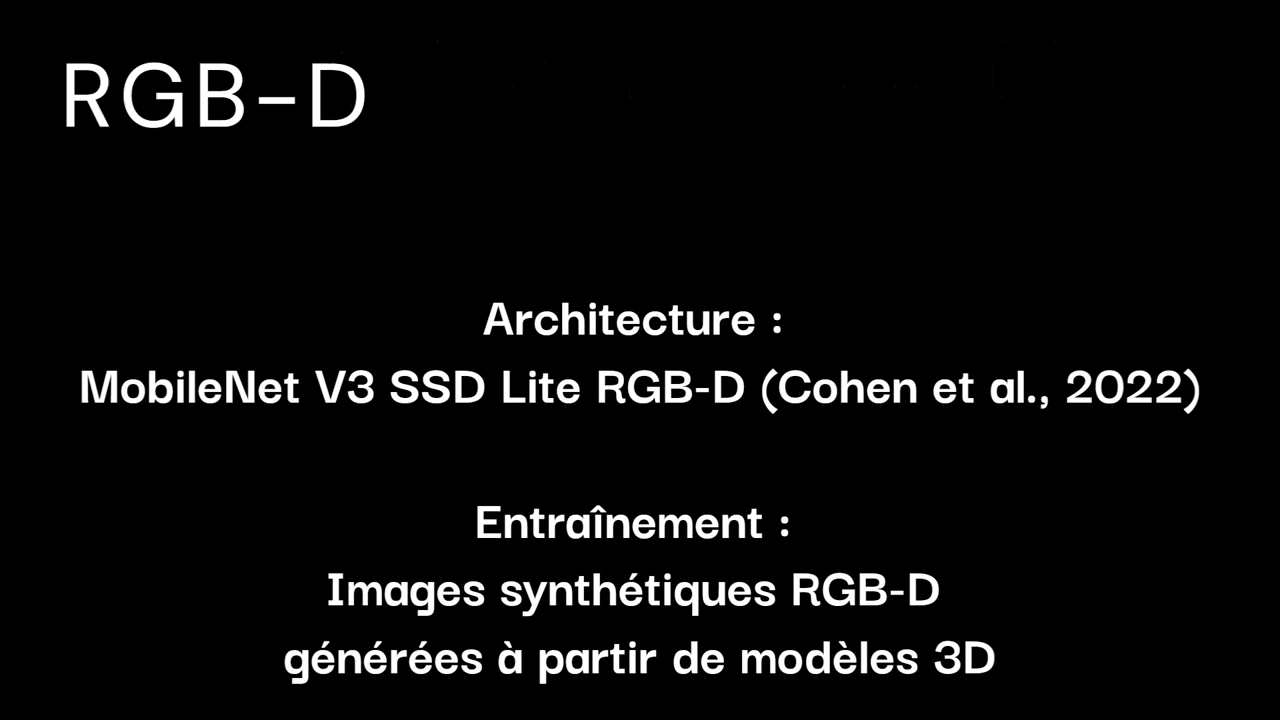 RGB-D
Architecture :
MobileNet V3 SSD Lite RGB-D (Cohen et al., 2022)
Entraînement :
Images synthétiques RGB-D
générées à partir de modèles 3D